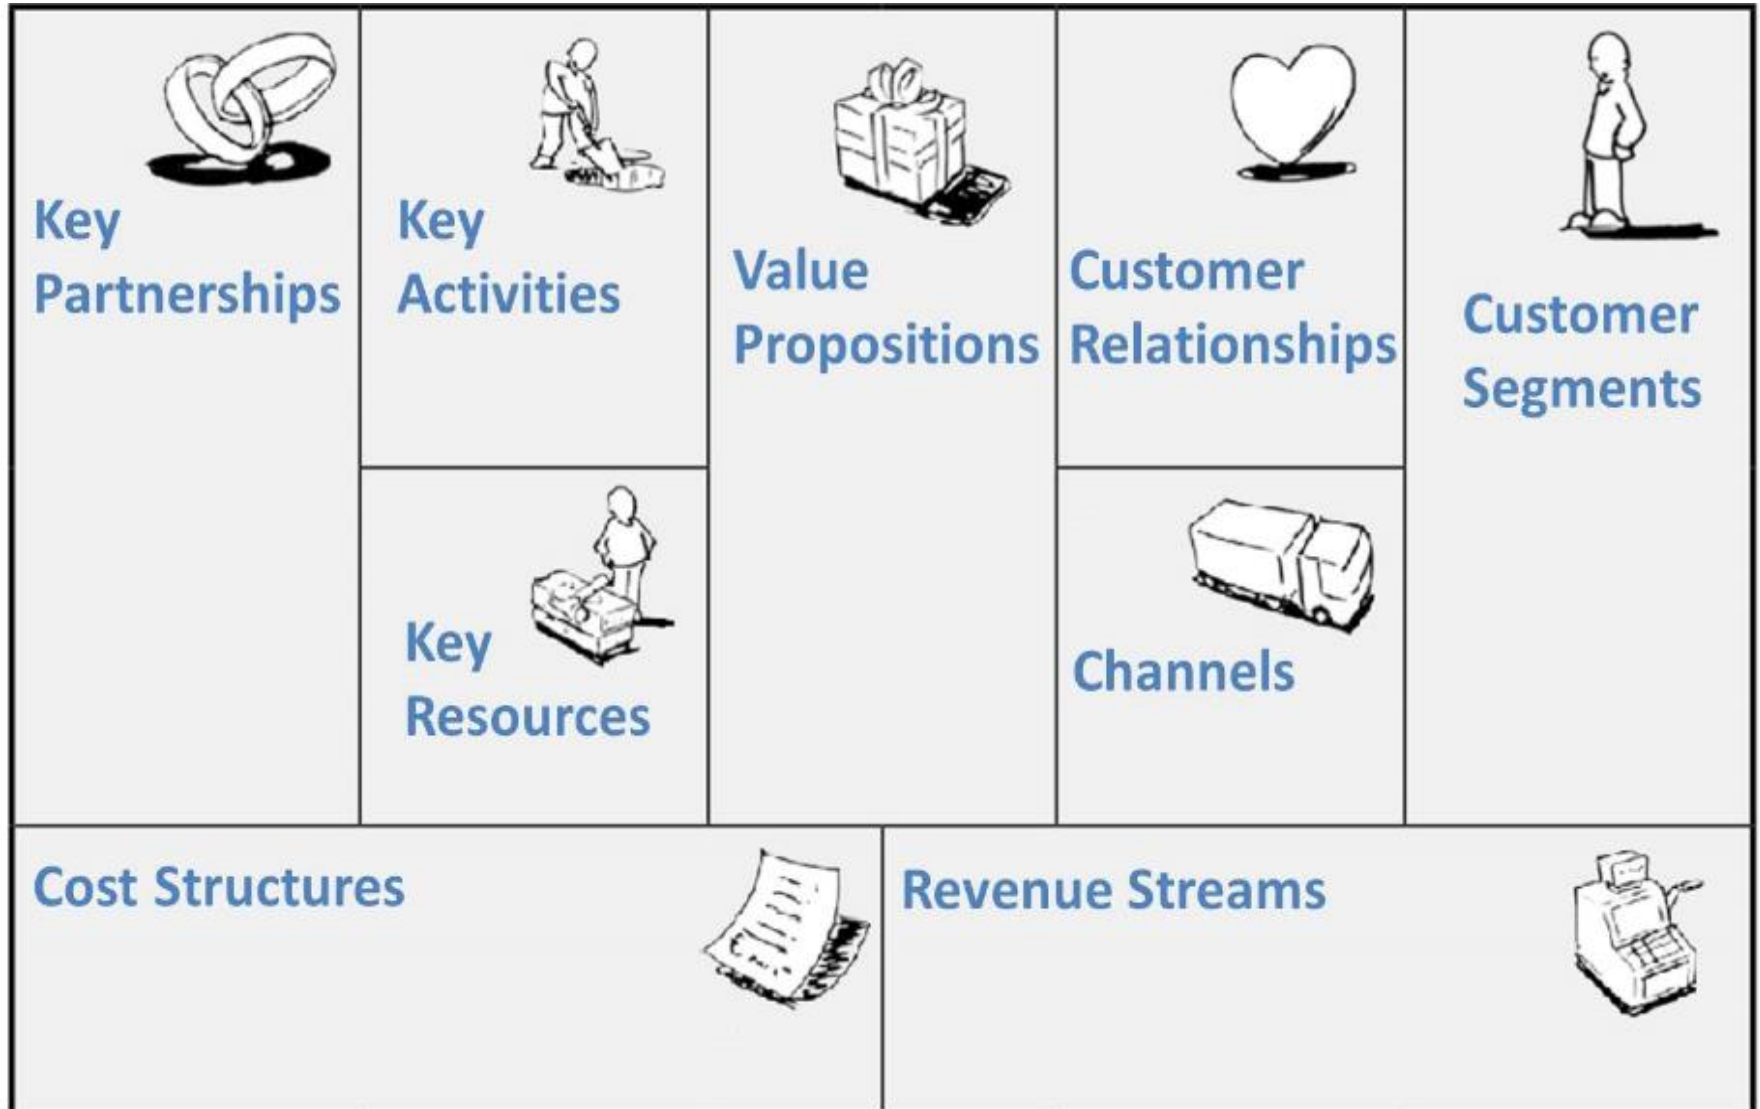 Key
Partnerships
Key
Activities
Key
Resources
Value
Propositions
Customer
Relationships
Channels
Customer
Segments
Cost Structures
Revenue Streams